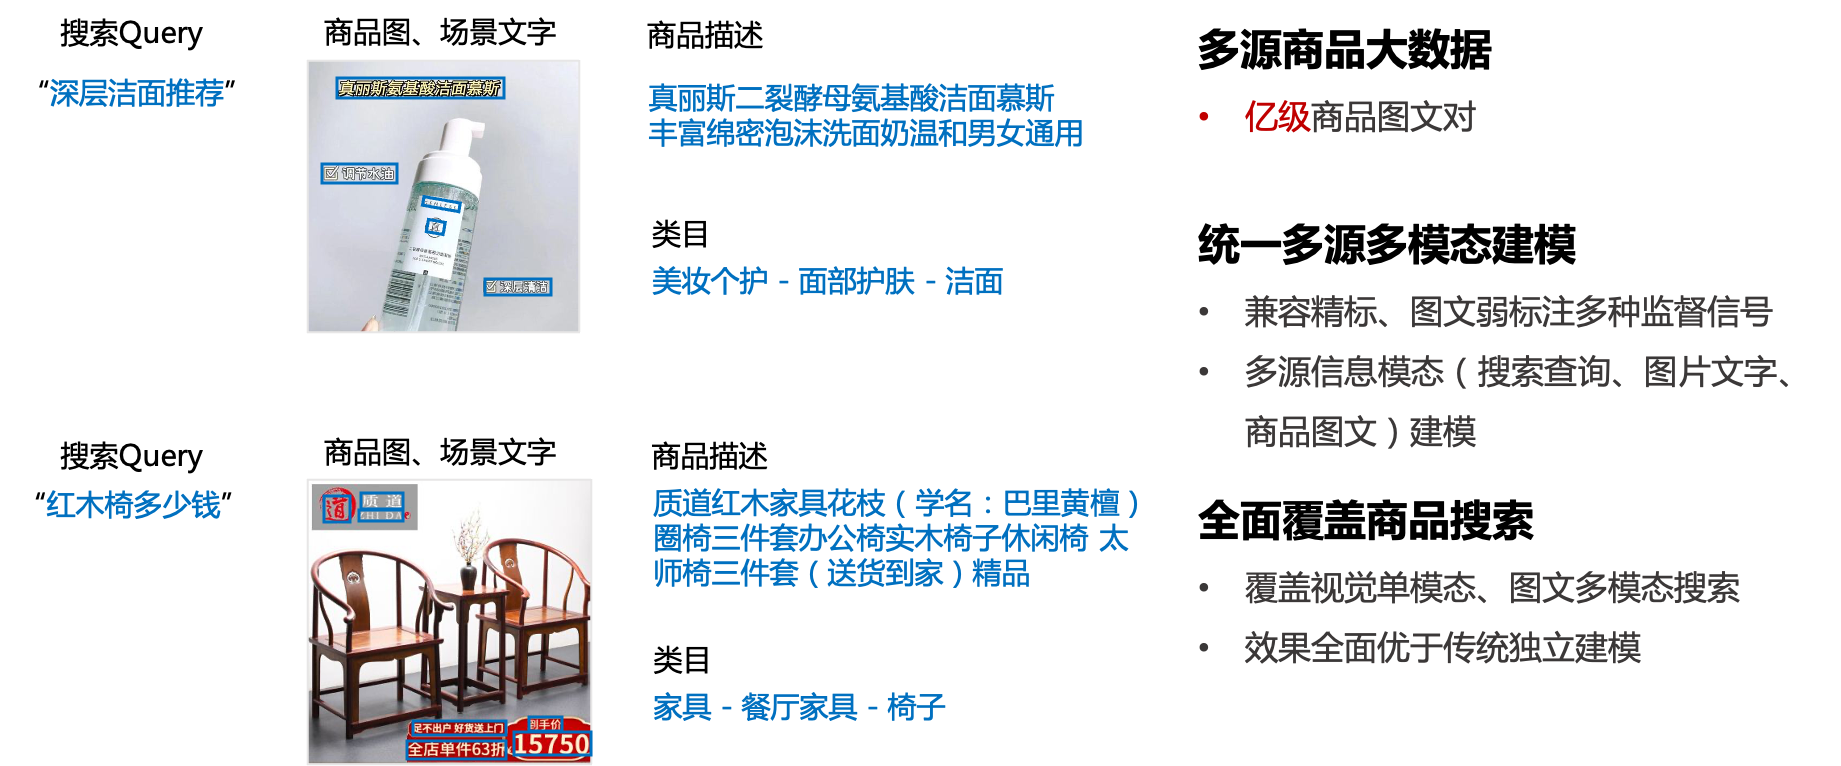 搜索Query
“深层洁面推荐”
商品图、场景文字
真丽斯氨基酸洁面慕斯
调节水油
深层清洁
商品描述
真丽斯二裂酵母氨基酸洁面慕斯
丰富绵密泡沫洗面奶温和男女通用
类目
美妆个护 - 面部护肤 - 洁面
搜索Query
“红木椅多少钱”
商品图、场景文字
道
质道
ZHI DAO
足不出户 好货送上门
全店单件63折
到手价
15750
商品描述
质道红木家具花枝（学名：巴里黄檀）
圈椅三件套办公椅实木椅子休闲椅 太
师椅三件套（送货到家）精品
类目
家具 - 餐厅家具 - 椅子
多源商品大数据
• 亿级商品图文对
统一多源多模态建模
• 兼容精标、图文弱标注多种监督信号
• 多源信息模态（搜索查询、图片文字、
商品图文）建模
全面覆盖商品搜索
• 覆盖视觉单模态、图文多模态搜索
• 效果全面优于传统独立建模